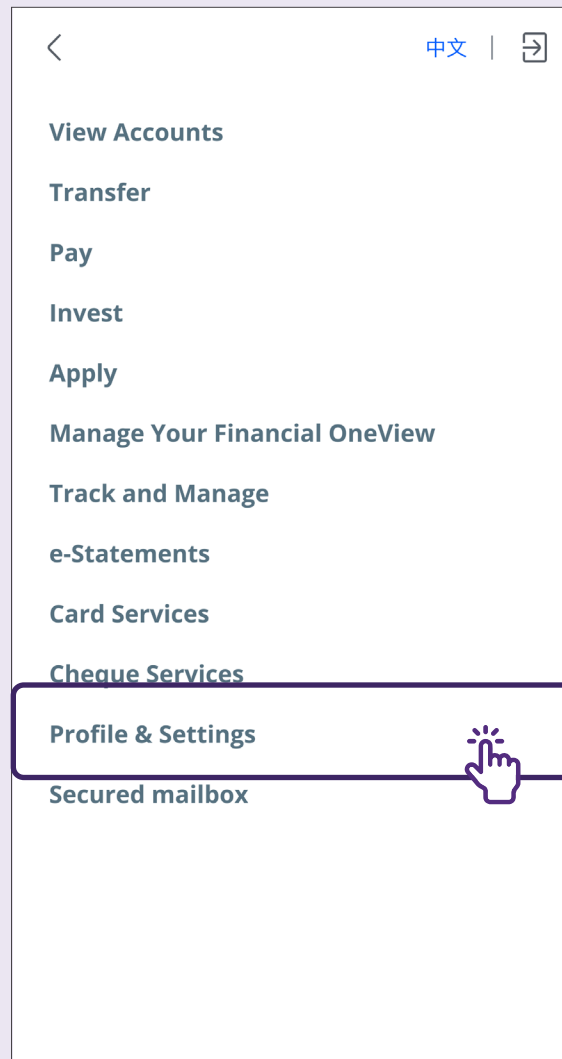 中文 |
View Accounts
Transfer
Pay
Invest
Apply
Manage Your Financial OneView
Track and Manage
e-Statements
Card Services
Cheque Services
Profile & Settings
Secured mailbox